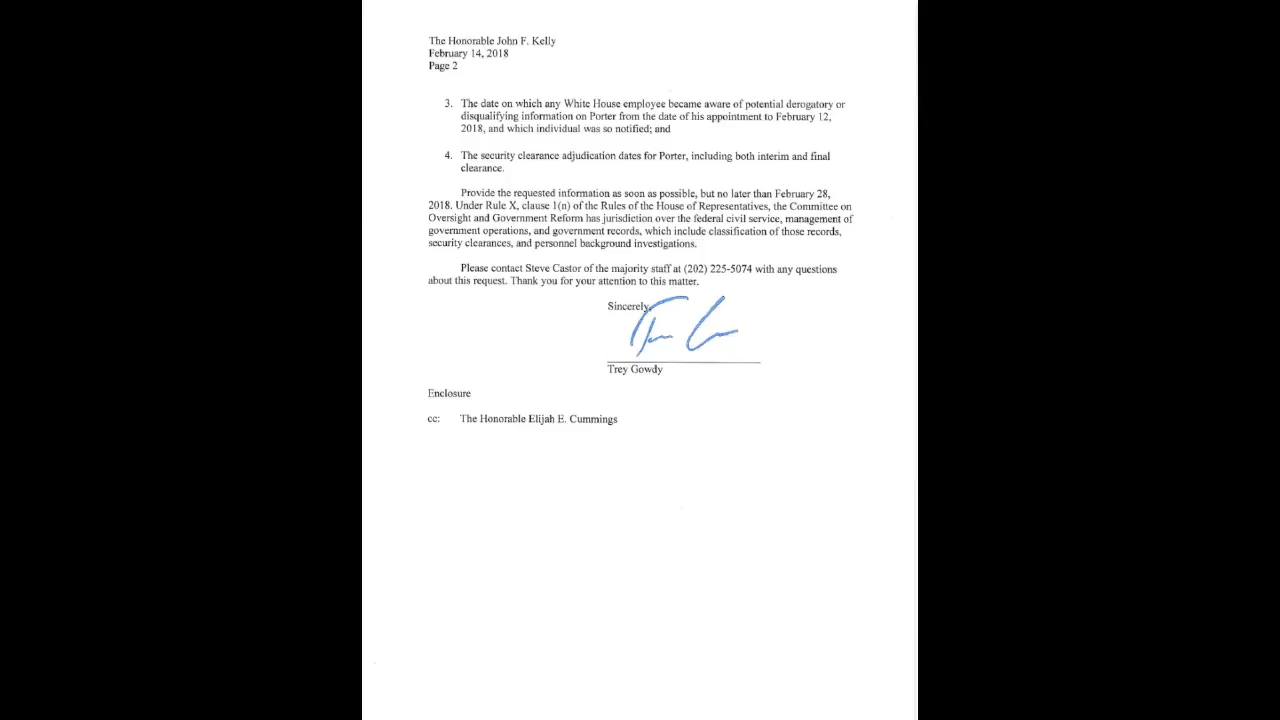 The Honorable John F. Kelly
February 14, 2018
Page 2
3. The date on which any White House employee became aware of potential derogatory or
disqualifying information on Porter from the date of his appointment to February 12,
2018, and which individual was so notified; and
4. The security clearance adjudication dates for Porter, including both interim and final
clearance.
Provide the requested information as soon as possible, but no later than February 28,
2018. Under Rule X, clause 1(n) of the Rules of the House of Representatives, the Committee on
Oversight and Government Reform has jurisdiction over the federal civil service, management of
government operations, and government records, which include classification of those records,
security clearances, and personnel background investigations.
Please contact Steve Castor of the majority staff at (202) 225-5074 with any questions
about this request. Thank you for your attention to this matter.
Sincerely,
Trey Gowdy
Enclosure
cc: The Honorable Elijah E. Cummings